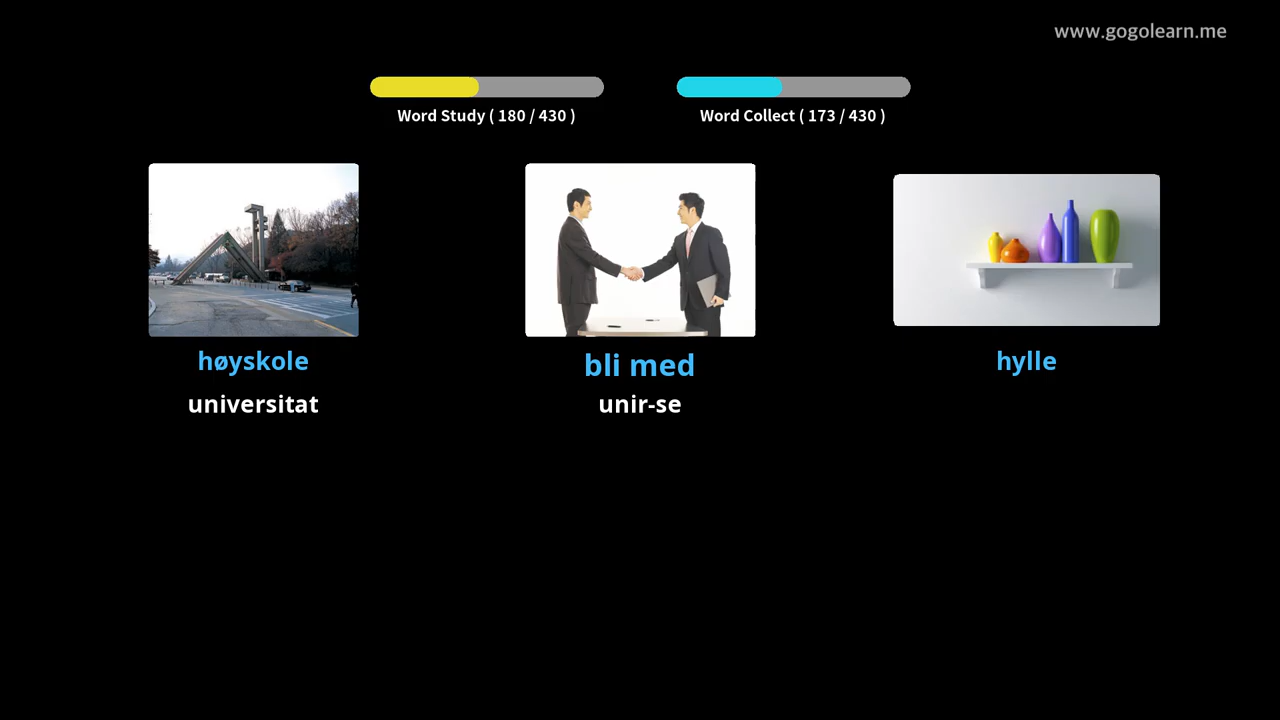 www.gogolearn.me
Word Study ( 180 / 430 )
Word Collect ( 173 / 430 )
høyskole
bli med
hylle
universitat
unir-se